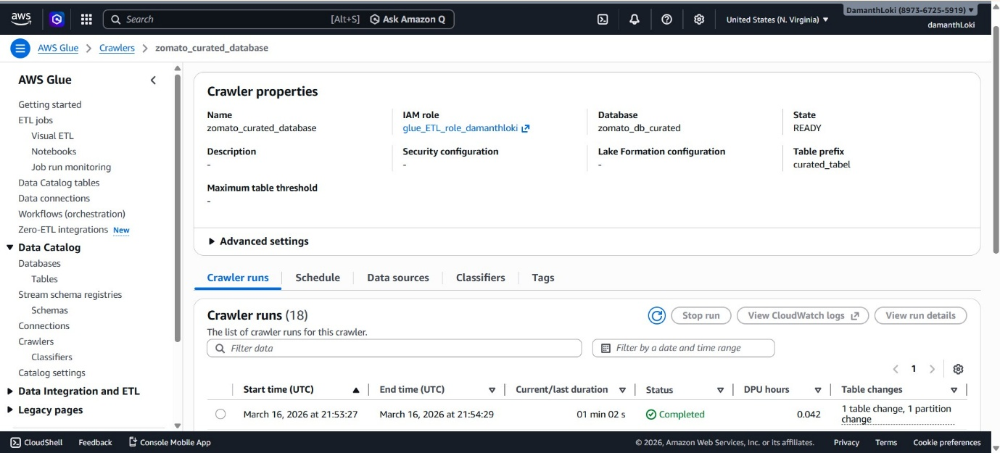 aws
Search [Alt+S] Ask Amazon Q
United States (N. Virginia)
DamanthLoki (8973-6725-5919)
damanthLoki
AWS Glue > Crawlers > zomato_curated_database
AWS Glue
Getting started
ETL jobs
Visual ETL
Notebooks
Job run monitoring
Data Catalog tables
Data connections
Workflows (orchestration)
Zero-ETL integrations New
Data Catalog
Databases
Tables
Stream schema registries
Schemas
Connections
Crawlers
Classifiers
Catalog settings
Data Integration and ETL
Legacy pages
Crawler properties
Name
zomato_curated_database
IAM role
glue_ETL_role_damanthloki
Database
zomato_db_curated
State
READY
Description
-
Security configuration
-
Lake Formation configuration
-
Table prefix
curated_tabel
Maximum table threshold
-
Advanced settings
Crawler runs Schedule Data sources Classifiers Tags
Crawler runs (18)
Stop run View CloudWatch logs View run details
The list of crawler runs for this crawler.
Filter data Filter by a date and time range
1
Start time (UTC) End time (UTC) Current/last duration Status DPU hours Table changes
March 16, 2026 at 21:53:27 March 16, 2026 at 21:54:29 01 min 02 s Completed 0.042 1 table change, 1 partition
change
CloudShell Feedback Console Mobile App © 2026, Amazon Web Services, Inc. or its affiliates. Privacy Terms Cookie preferences